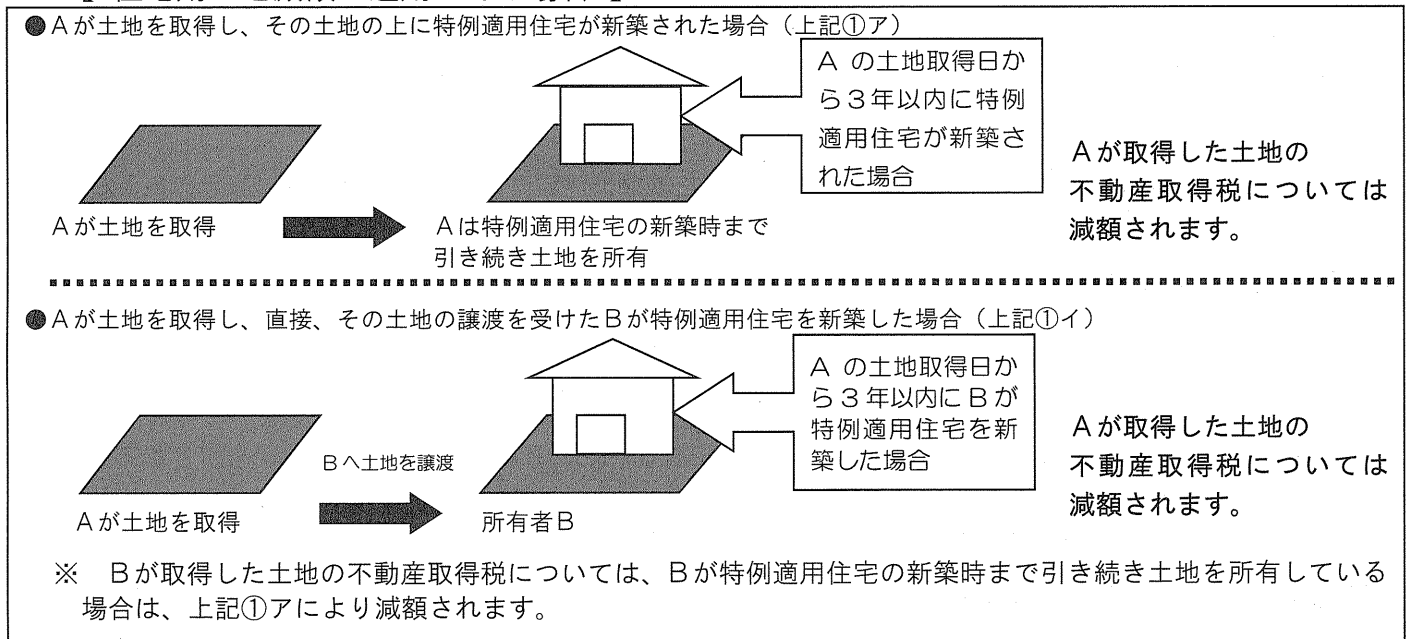 ●Aが土地を取得し、その土地の上に特例適用住宅が新築された場合（上記①ア）
A の土地取得日か
ら３年以内に特例
適用住宅が新築さ
れた場合
Aが土地を取得
Aは特例適用住宅の新築時まで
引き続き土地を所有
Aが取得した土地の
不動産取得税については
減額されます。
●Aが土地を取得し、直接、その土地の譲渡を受けたBが特例適用住宅を新築した場合（上記①イ）
A の土地取得日か
ら３年以内にBが
特例適用住宅を新
築した場合
Bへ土地を譲渡
Aが土地を取得
所有者B
Aが取得した土地の
不動産取得税については
減額されます。
※　Bが取得した土地の不動産取得税については、Bが特例適用住宅の新築時まで引き続き土地を所有している
場合は、上記①アにより減額されます。